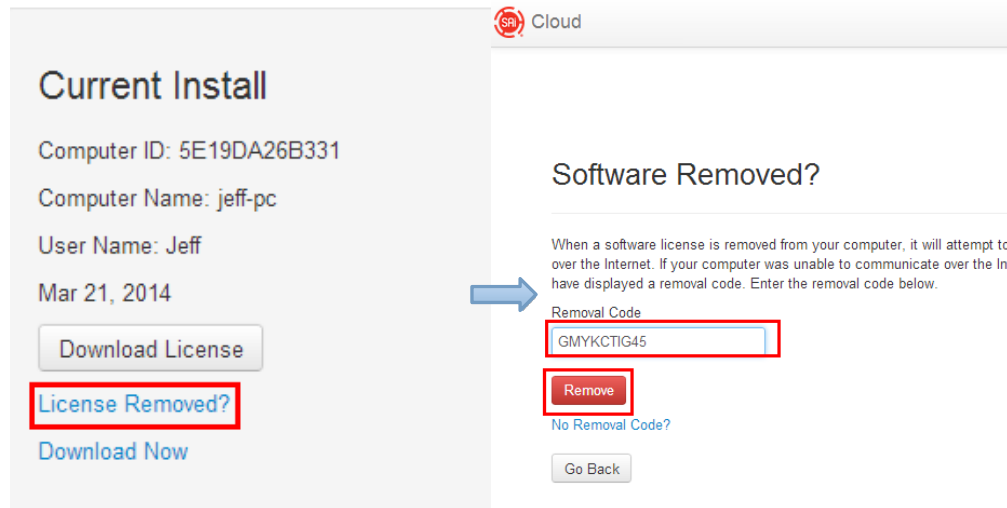 Current Install
Computer ID: 5E19DA26B331
Computer Name: jeff-pc
User Name: Jeff
Mar 21, 2014
Download License
License Removed?
Download Now
SAi Cloud
Software Removed?
When a software license is removed from your computer, it will attempt to
over the Internet. If your computer was unable to communicate over the In
have displayed a removal code. Enter the removal code below.
Removal Code
GMYKCTIG45
Remove
No Removal Code?
Go Back